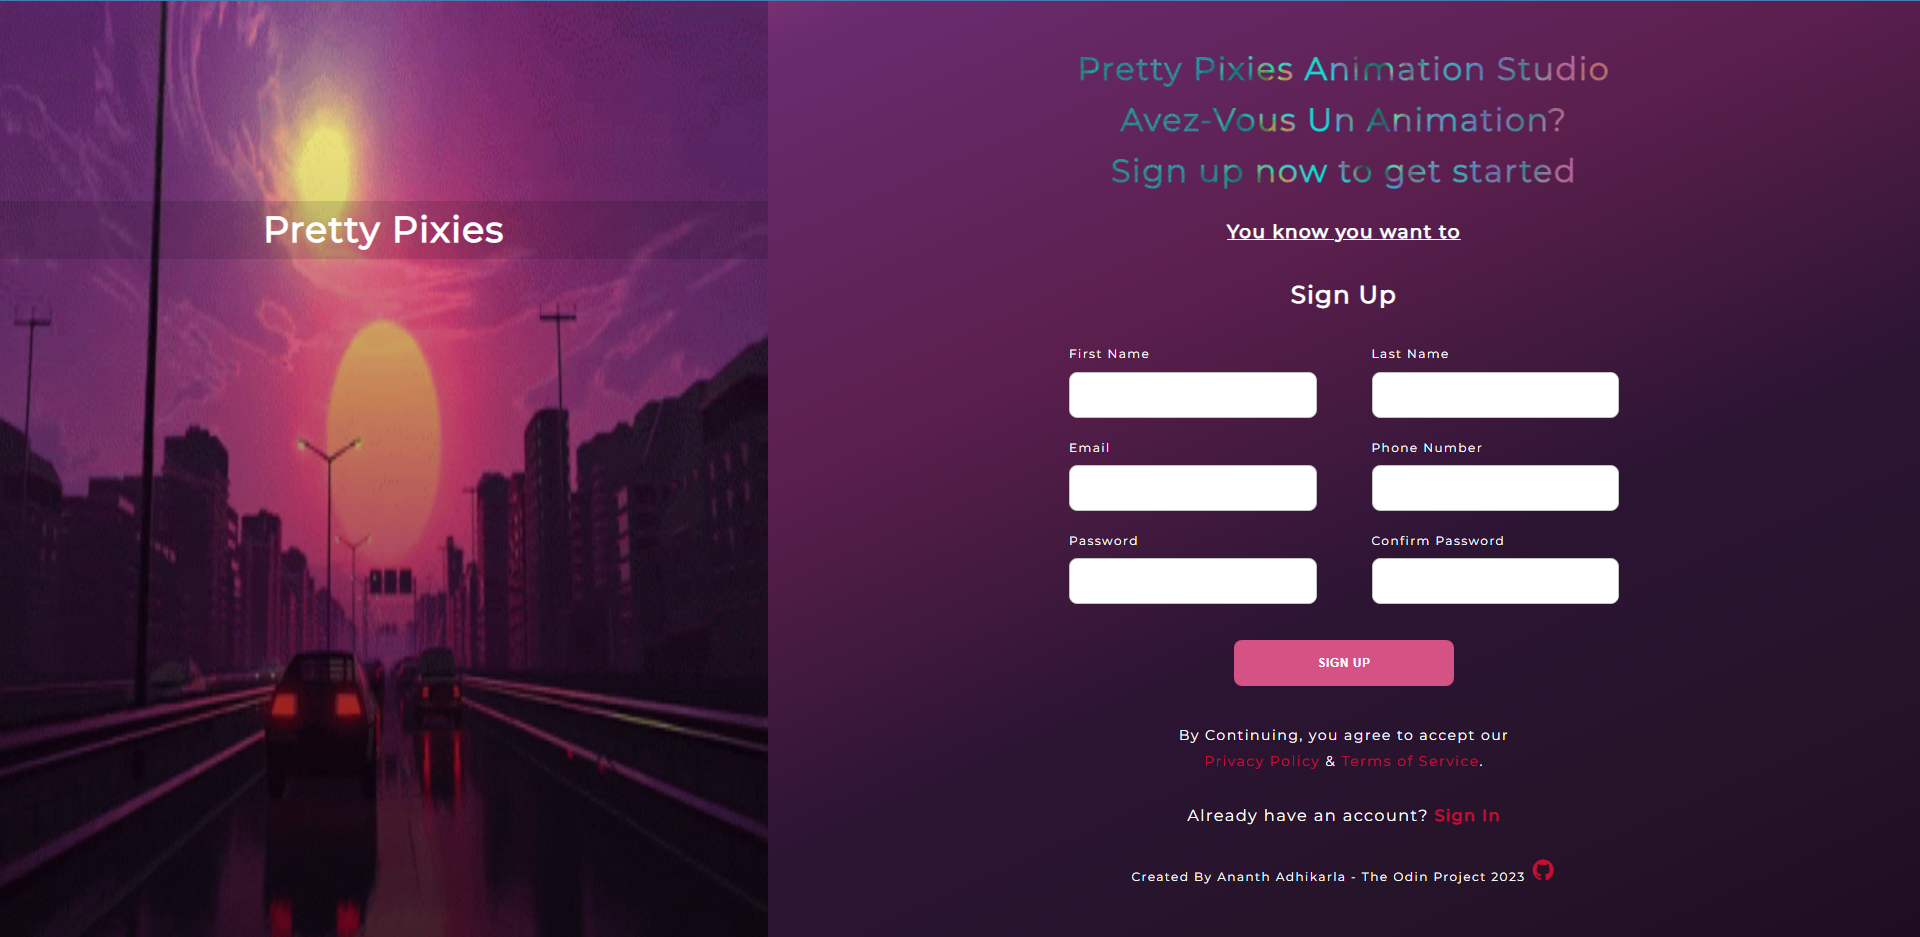 Pretty Pixies
Pretty Pixies Animation Studio
Avez-Vous Un Animation?
Sign up now to get started
You know you want to
Sign Up
First Name
Last Name
Email
Phone Number
Password
Confirm Password
SIGN UP
By Continuing, you agree to accept our
Privacy Policy & Terms of Service.
Already have an account? Sign In
Created By Ananth Adhikarla - The Odin Project 2023